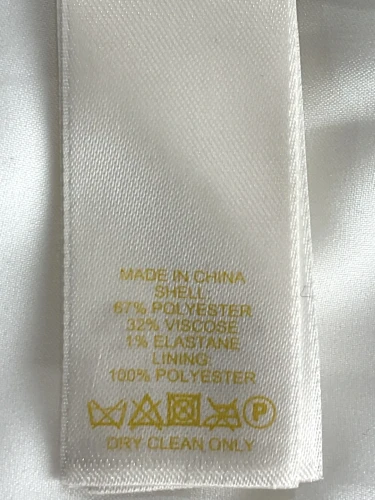 MADE IN CHINA
SHELL:
67% POLYESTER
32% VISCOSE
1% ELASTANE
LINING:
100% POLYESTER
P
DRY CLEAN ONLY